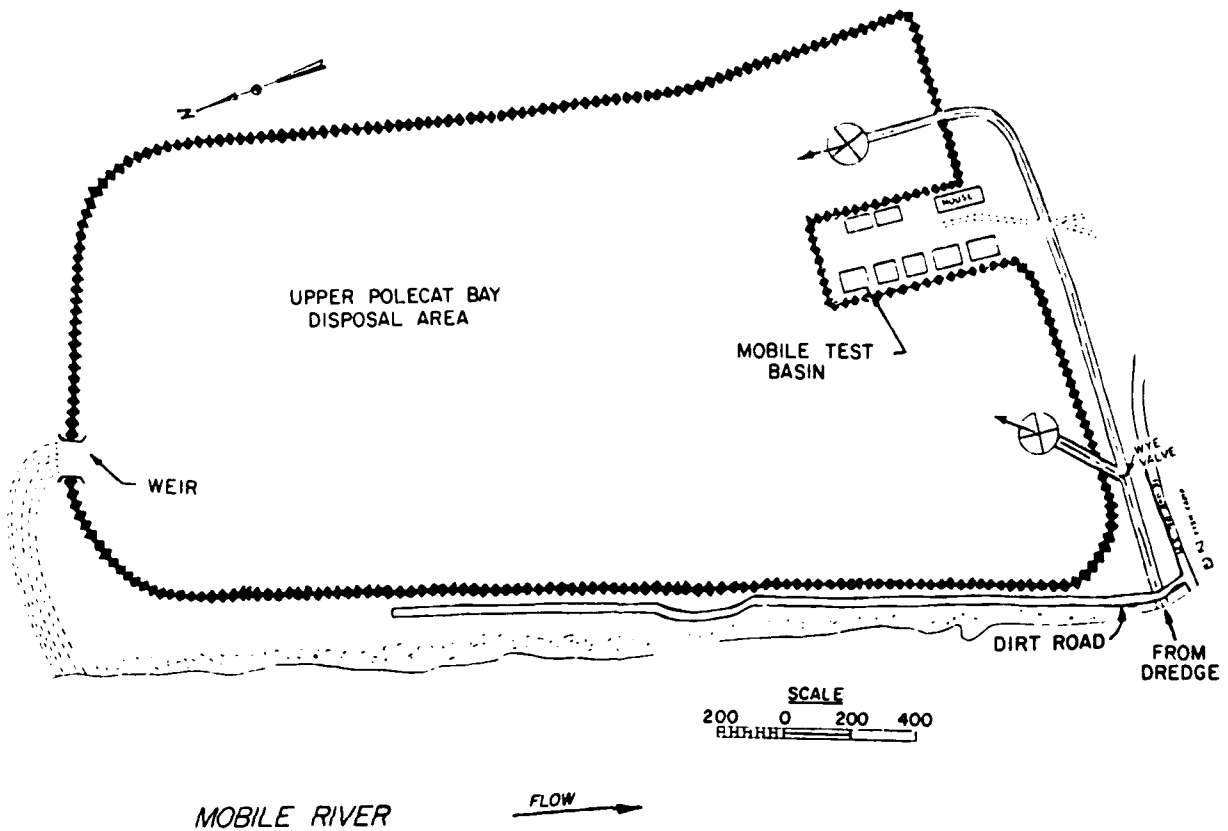 N
HOUSE
UPPER POLECAT BAY
DISPOSAL AREA
MOBILE TEST
BASIN
WYE
VALVE
WEIR
DIRT ROAD
FROM
DREDGE
SCALE
200 0 200 400
MOBILE RIVER
FLOW